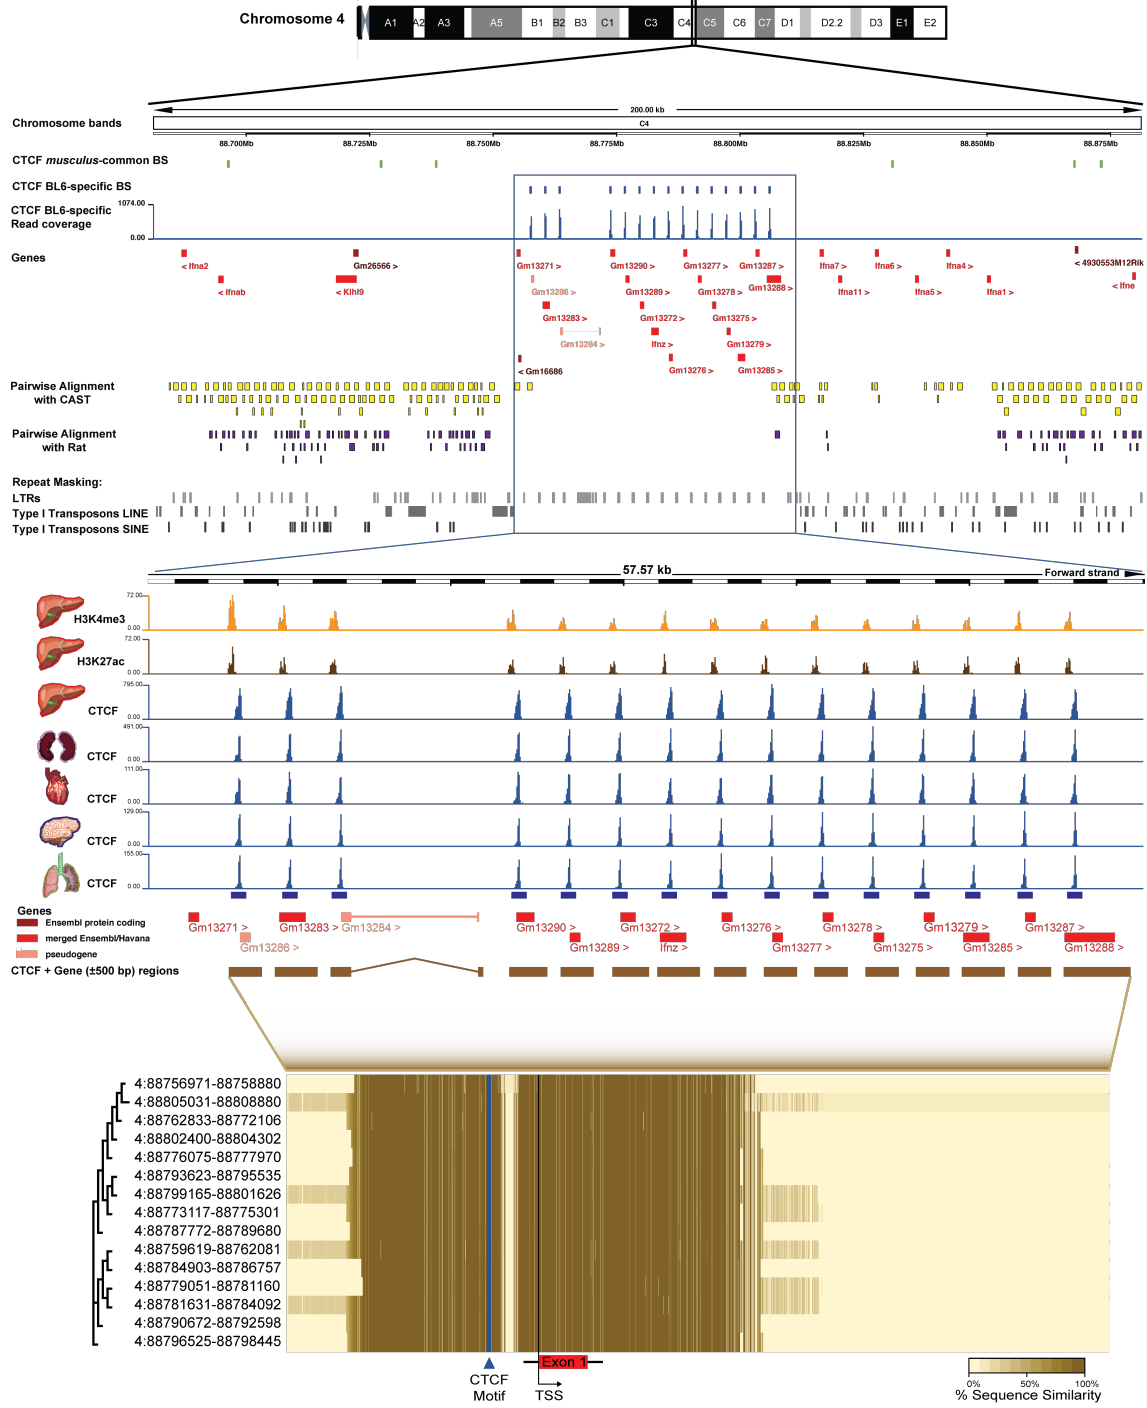 Chromosome 4
A1 A2 A3 A5 B1 B2 B3 C1 C3 C4 C5 C6 C7 D1 D2.2 D3 E1 E2
200.00 kb
Chromosome bands
C4
88.700Mb 88.725Mb 88.750Mb 88.775Mb 88.800Mb 88.825Mb 88.850Mb 88.875Mb
CTCF musculus-common BS
CTCF BL6-specific BS
CTCF BL6-specific
Read coverage
1074.00
0.00
Genes
< Ifna2 Gm26566 > Gm13271 > Gm13290 > Gm13277 > Gm13287 > Ifna7 > Ifna6 > Ifna4 > < 4930553M12Rik
< Ifnab < Klhl9 Gm13286 > Gm13289 > Gm13278 > Gm13288 > Ifna11 > Ifna5 > Ifna1 > < Ifne
Gm13283 > Gm13272 > Gm13275 >
Gm13284 > Ifnz > Gm13279 >
< Gm16686 Gm13276 > Gm13285 >
Pairwise Alignment
with CAST
Pairwise Alignment
with Rat
Repeat Masking:
LTRs
Type I Transposons LINE
Type I Transposons SINE
57.57 kb
Forward strand
72.00
H3K4me3
0.00
72.00
H3K27ac
0.00
795.00
CTCF
0.00
491.00
CTCF
0.00
111.00
CTCF
0.00
129.00
CTCF
0.00
155.00
CTCF
0.00
Genes
Ensembl protein coding
merged Ensembl/Havana
pseudogene
Gm13271 > Gm13283 > Gm13284 > Gm13290 > Gm13272 > Gm13276 > Gm13278 > Gm13279 > Gm13287 >
Gm13286 > Gm13289 > Ifnz > Gm13277 > Gm13275 > Gm13285 > Gm13288 >
CTCF + Gene (±500 bp) regions
4:88756971-88758880
4:88805031-88808880
4:88762833-88772106
4:88802400-88804302
4:88776075-88777970
4:88793623-88795535
4:88799165-88801626
4:88773117-88775301
4:88787772-88789680
4:88759619-88762081
4:88784903-88786757
4:88779051-88781160
4:88781631-88784092
4:88790672-88792598
4:88796525-88798445
Exon 1
CTCF
Motif
TSS
0% 50% 100%
% Sequence Similarity